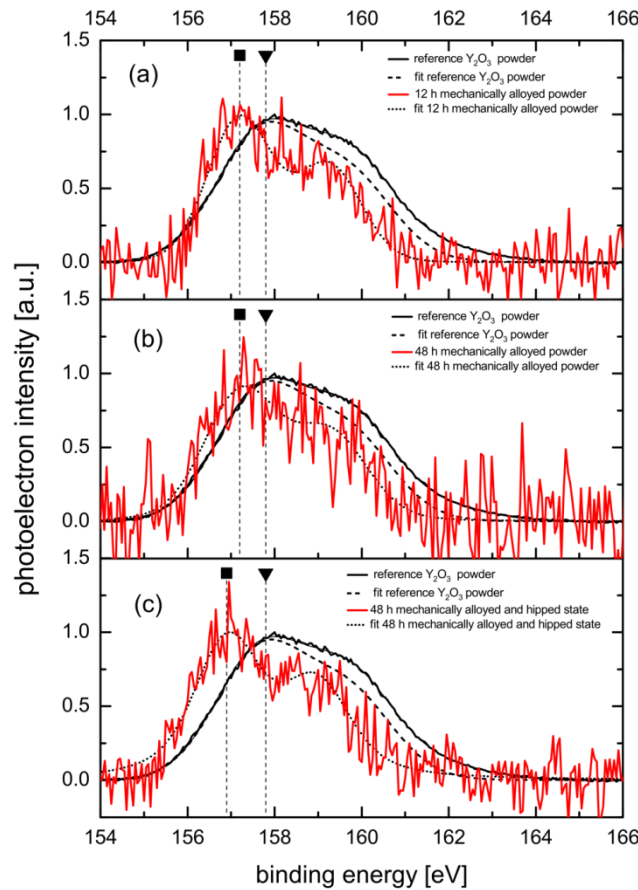 154 156 158 160 162 164 166
1.5
(a)
reference Y₂O₃ powder
fit reference Y₂O₃ powder
12 h mechanically alloyed powder
fit 12 h mechanically alloyed powder
1.0
0.5
0.0
1.5
(b)
reference Y₂O₃ powder
fit reference Y₂O₃ powder
48 h mechanically alloyed powder
fit 48 h mechanically alloyed powder
1.0
0.5
0.0
photoelectron intensity [a.u.]
1.5
(c)
reference Y₂O₃ powder
fit reference Y₂O₃ powder
48 h mechanically alloyed and hipped state
fit 48 h mechanically alloyed and hipped state
1.0
0.5
0.0
154 156 158 160 162 164 166
binding energy [eV]